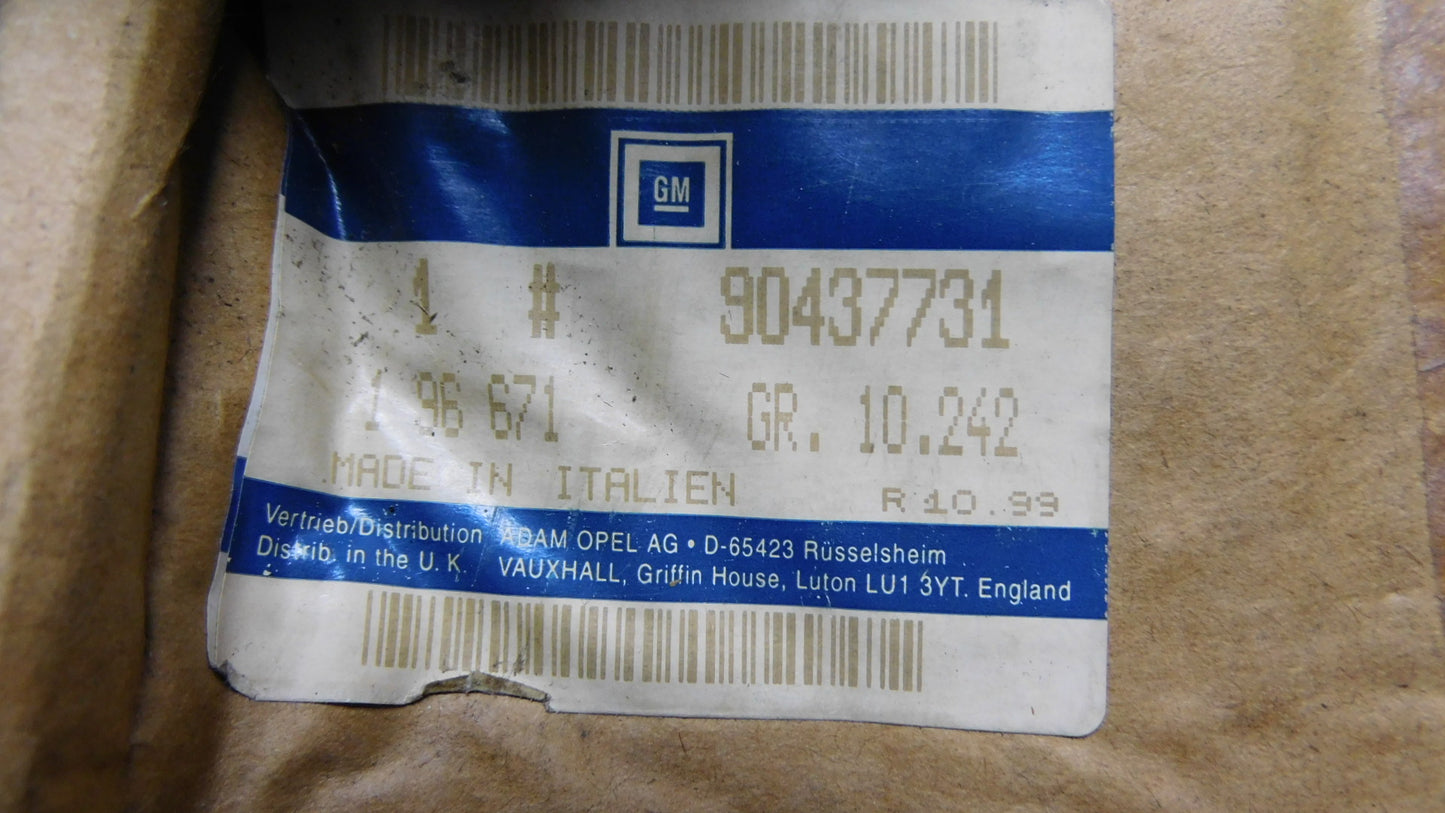 GM
1 # 90437731
1 96 671 GR. 10.242
MADE IN ITALIEN R 10.99
Vertrieb/Distribution ADAM OPEL AG • D-65423 Rüsselsheim
Distrib. in the U. K. VAUXHALL, Griffin House, Luton LU1 3YT. England